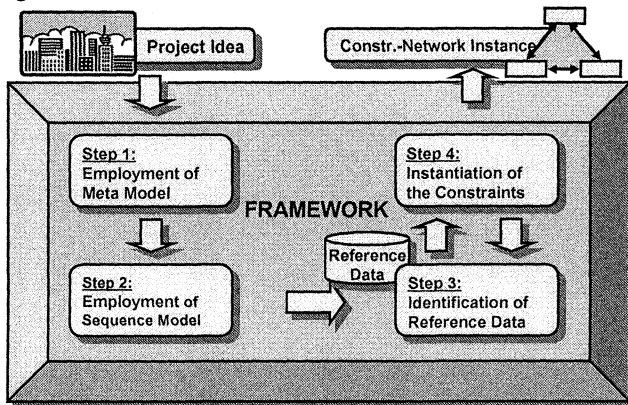 Project Idea
Constr.-Network Instance
Step 1:
Employment of
Meta Model
Step 4:
Instantiation of
the Constraints
FRAMEWORK
Reference
Data
Step 2:
Employment of
Sequence Model
Step 3:
Identification of
Reference Data